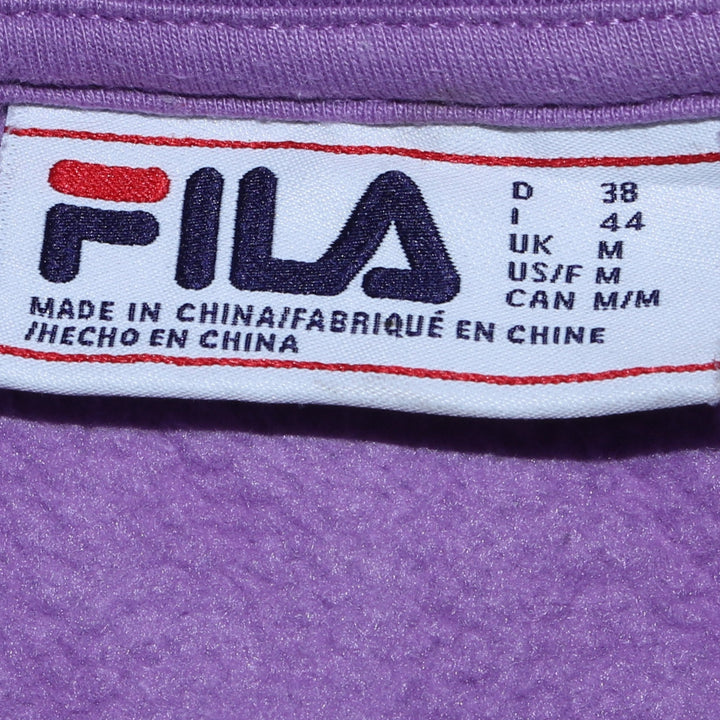 FILA
D 38
I 44
UK M
US/F M
CAN M/M
MADE IN CHINA/FABRIQUÉ EN CHINE
/HECHO EN CHINA